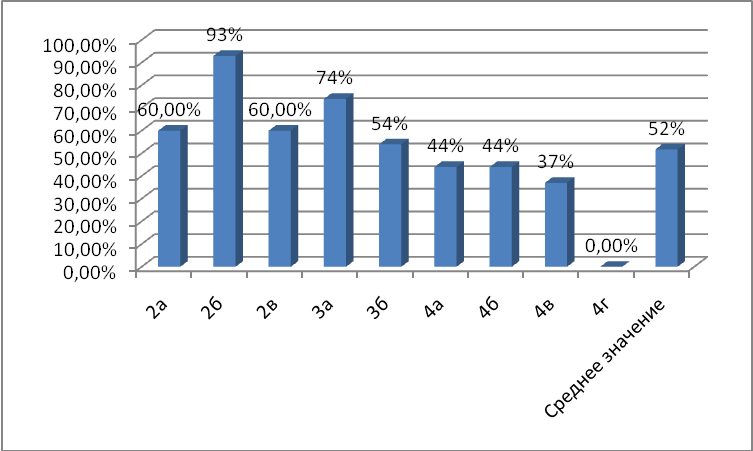 100,00%
90,00%
80,00%
70,00%
60,00%
50,00%
40,00%
30,00%
20,00%
10,00%
0,00%
60,00%
93%
60,00%
74%
54%
44%
44%
37%
0,00%
52%
2а
2б
2в
3а
3б
4а
4б
4в
4г
Среднее значение